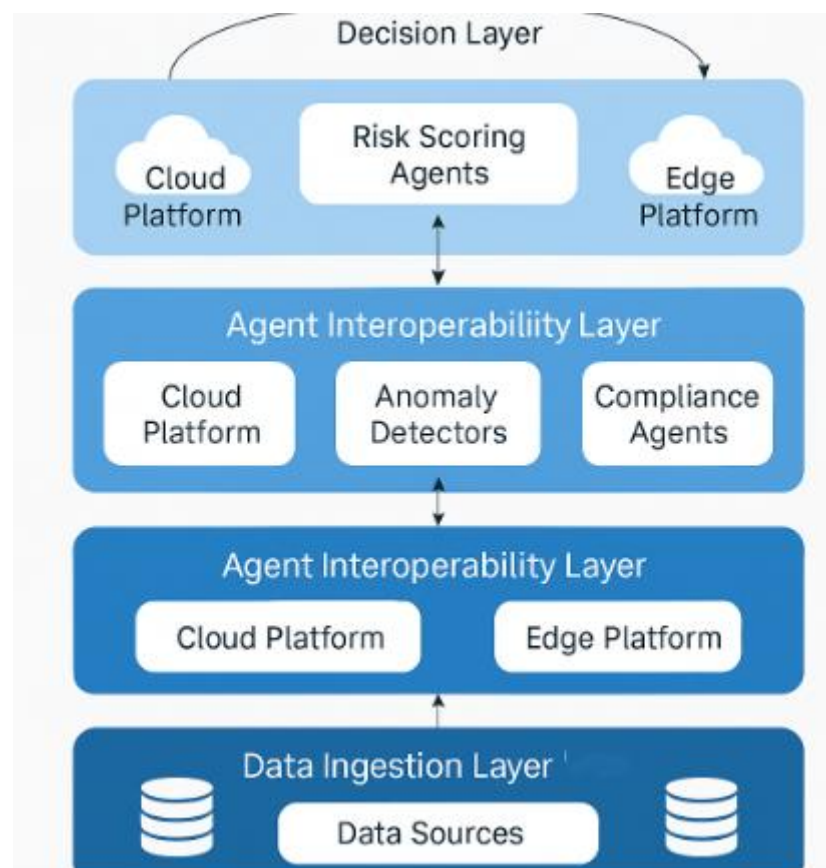 Decision Layer
Risk Scoring
Agents
Cloud
Platform
Edge
Platform
Agent Interoperabiliity Layer
Cloud
Platform
Anomaly
Detectors
Compliance
Agents
Agent Interoperability Layer
Cloud Platform
Edge Platform
Data Ingestion Layer
Data Sources